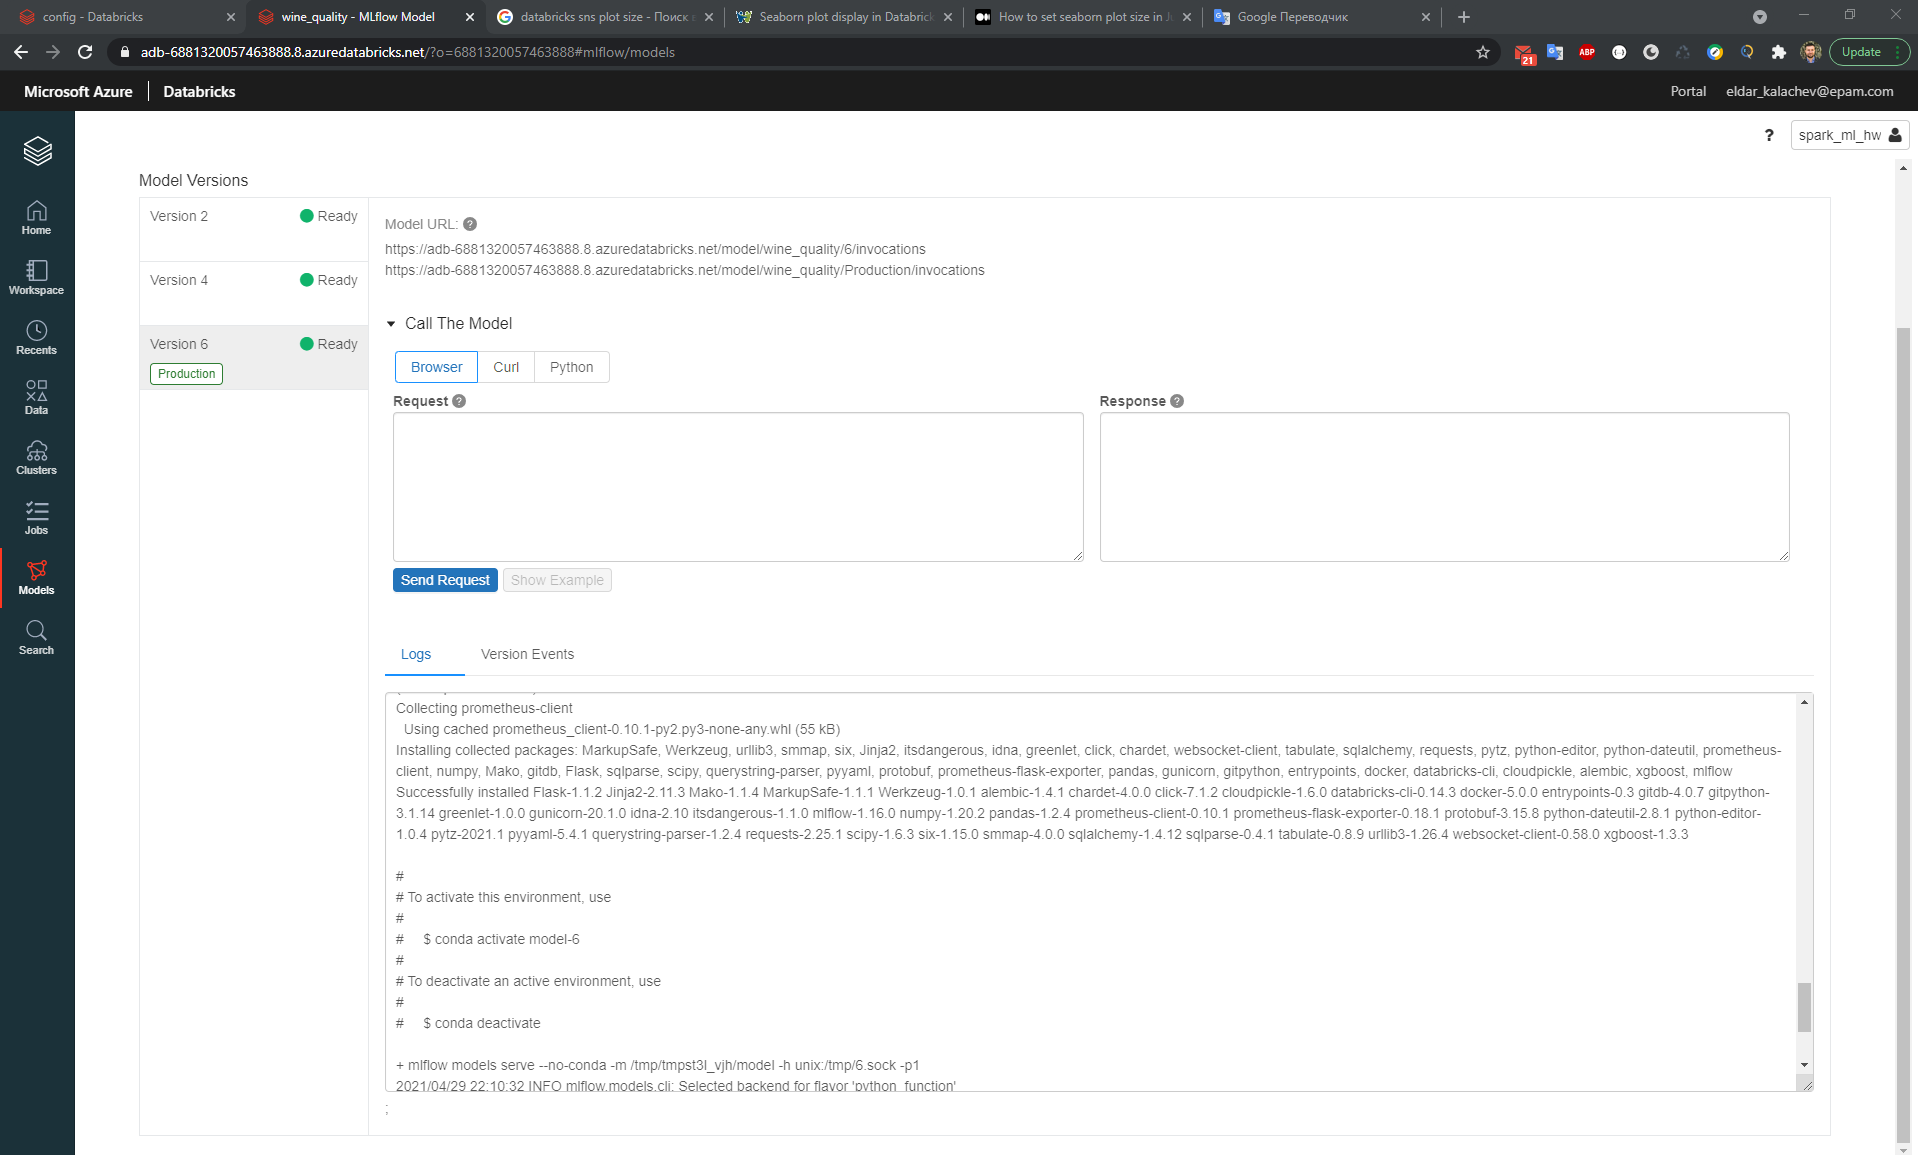 config - Databricks
wine_quality - MLflow Model
databricks sns plot size - Поиск
Seaborn plot display in Databrick
How to set seaborn plot size in Ju
Google Переводчик
adb-6881320057463888.8.azuredatabricks.net/?o=6881320057463888#mlflow/models
21
ABP
Update
Microsoft Azure
Databricks
Portal
eldar_kalachev@epam.com
?
spark_ml_hw
Home
Workspace
Recents
Data
Clusters
Jobs
Models
Search
Model Versions
Version 2
Ready
Version 4
Ready
Version 6
Ready
Production
Model URL: ?
https://adb-6881320057463888.8.azuredatabricks.net/model/wine_quality/6/invocations
https://adb-6881320057463888.8.azuredatabricks.net/model/wine_quality/Production/invocations
Call The Model
Browser
Curl
Python
Request ?
Response ?
Send Request
Show Example
Logs
Version Events
Collecting prometheus-client
Using cached prometheus_client-0.10.1-py2.py3-none-any.whl (55 kB)
Installing collected packages: MarkupSafe, Werkzeug, urllib3, smmap, six, Jinja2, itsdangerous, idna, greenlet, click, chardet, websocket-client, tabulate, sqlalchemy, requests, pytz, python-editor, python-dateutil, prometheus-
client, numpy, Mako, gitdb, Flask, sqlparse, scipy, querystring-parser, pyyaml, protobuf, prometheus-flask-exporter, pandas, gunicorn, gitpython, entrypoints, docker, databricks-cli, cloudpickle, alembic, xgboost, mlflow
Successfully installed Flask-1.1.2 Jinja2-2.11.3 Mako-1.1.4 MarkupSafe-1.1.1 Werkzeug-1.0.1 alembic-1.4.1 chardet-4.0.0 click-7.1.2 cloudpickle-1.6.0 databricks-cli-0.14.3 docker-5.0.0 entrypoints-0.3 gitdb-4.0.7 gitpython-
3.1.14 greenlet-1.0.0 gunicorn-20.1.0 idna-2.10 itsdangerous-1.1.0 mlflow-1.16.0 numpy-1.20.2 pandas-1.2.4 prometheus-client-0.10.1 prometheus-flask-exporter-0.18.1 protobuf-3.15.8 python-dateutil-2.8.1 python-editor-
1.0.4 pytz-2021.1 pyyaml-5.4.1 querystring-parser-1.2.4 requests-2.25.1 scipy-1.6.3 six-1.15.0 smmap-4.0.0 sqlalchemy-1.4.12 sqlparse-0.4.1 tabulate-0.8.9 urllib3-1.26.4 websocket-client-0.58.0 xgboost-1.3.3
#
# To activate this environment, use
#
# $ conda activate model-6
#
# To deactivate an active environment, use
#
# $ conda deactivate
+ mlflow models serve --no-conda -m /tmp/tmpst3l_vjh/model -h unix:/tmp/6.sock -p1
2021/04/29 22:10:32 INFO mlflow.models.cli: Selected backend for flavor 'python_function'
;